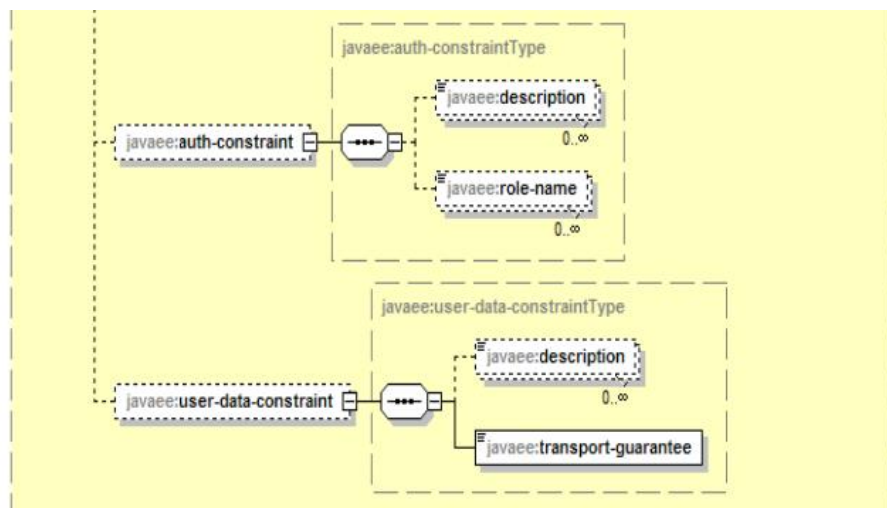 javaee:auth-constraintType
javaee:description
0..∞
javaee:auth-constraint
javaee:role-name
0..∞
javaee:user-data-constraintType
javaee:description
0..∞
javaee:user-data-constraint
javaee:transport-guarantee